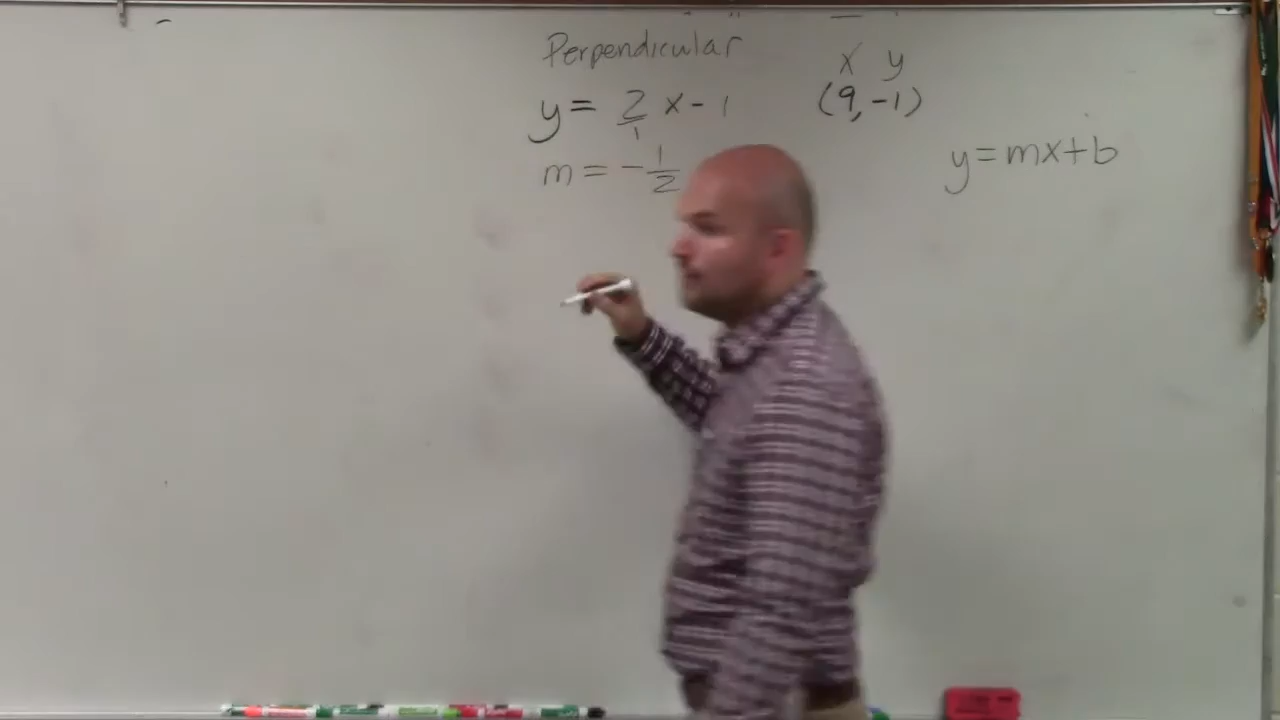 Perpendicular
x y
y = 2/1 x - 1
(9, -1)
m = - 1/2
y = mx + b